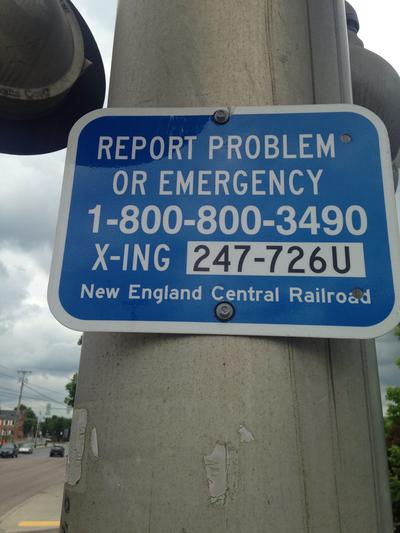 REPORT PROBLEM
OR EMERGENCY
1-800-800-3490
X-ING 247-726U
New England Central Railroad